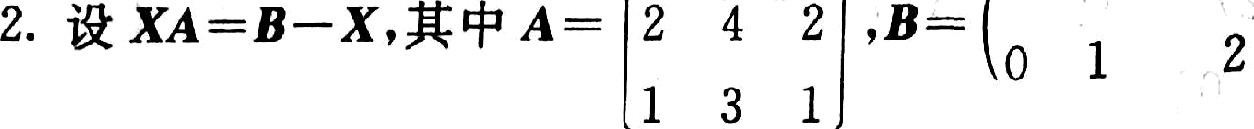 2. 设 XA=B-X,其中 A= [2 4 2 ,B= (0 1 2
1 3 1]